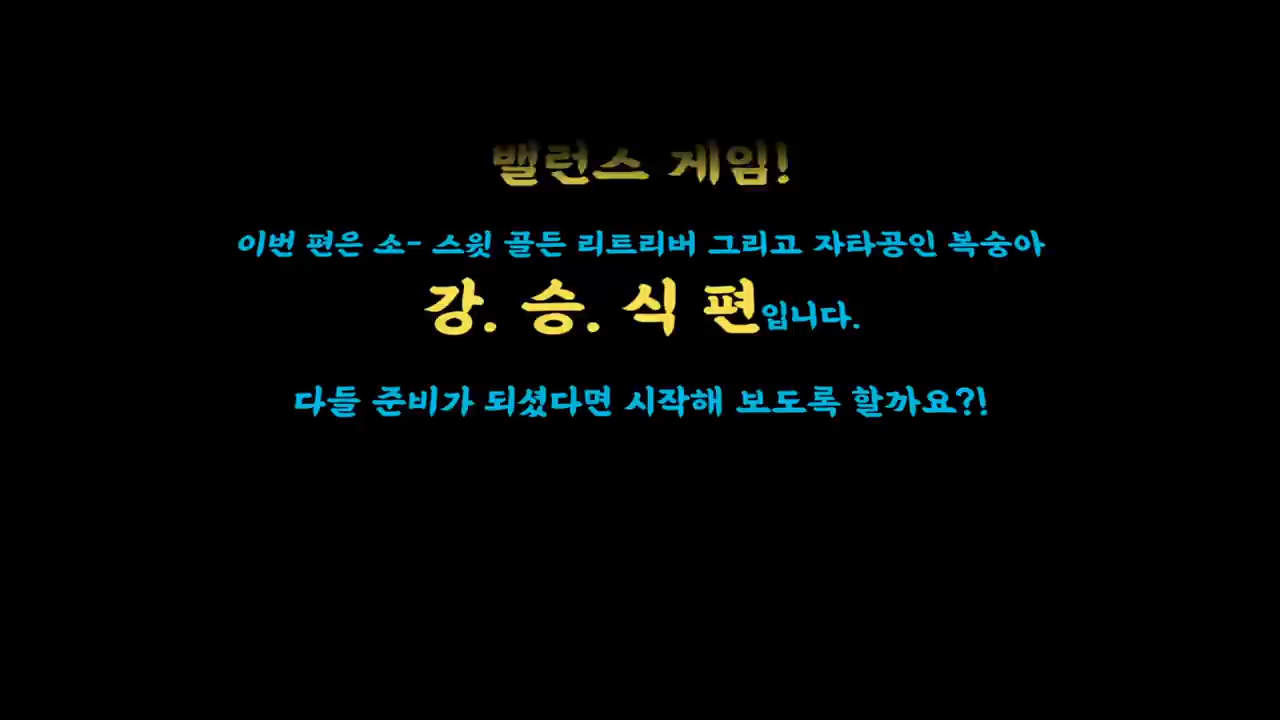 밸런스 게임!
이번 편은 소- 스윗 골든 리트리버 그리고 자타공인 복숭아
강. 승. 식 편입니다.
다들 준비가 되셨다면 시작해 보도록 할까요?!